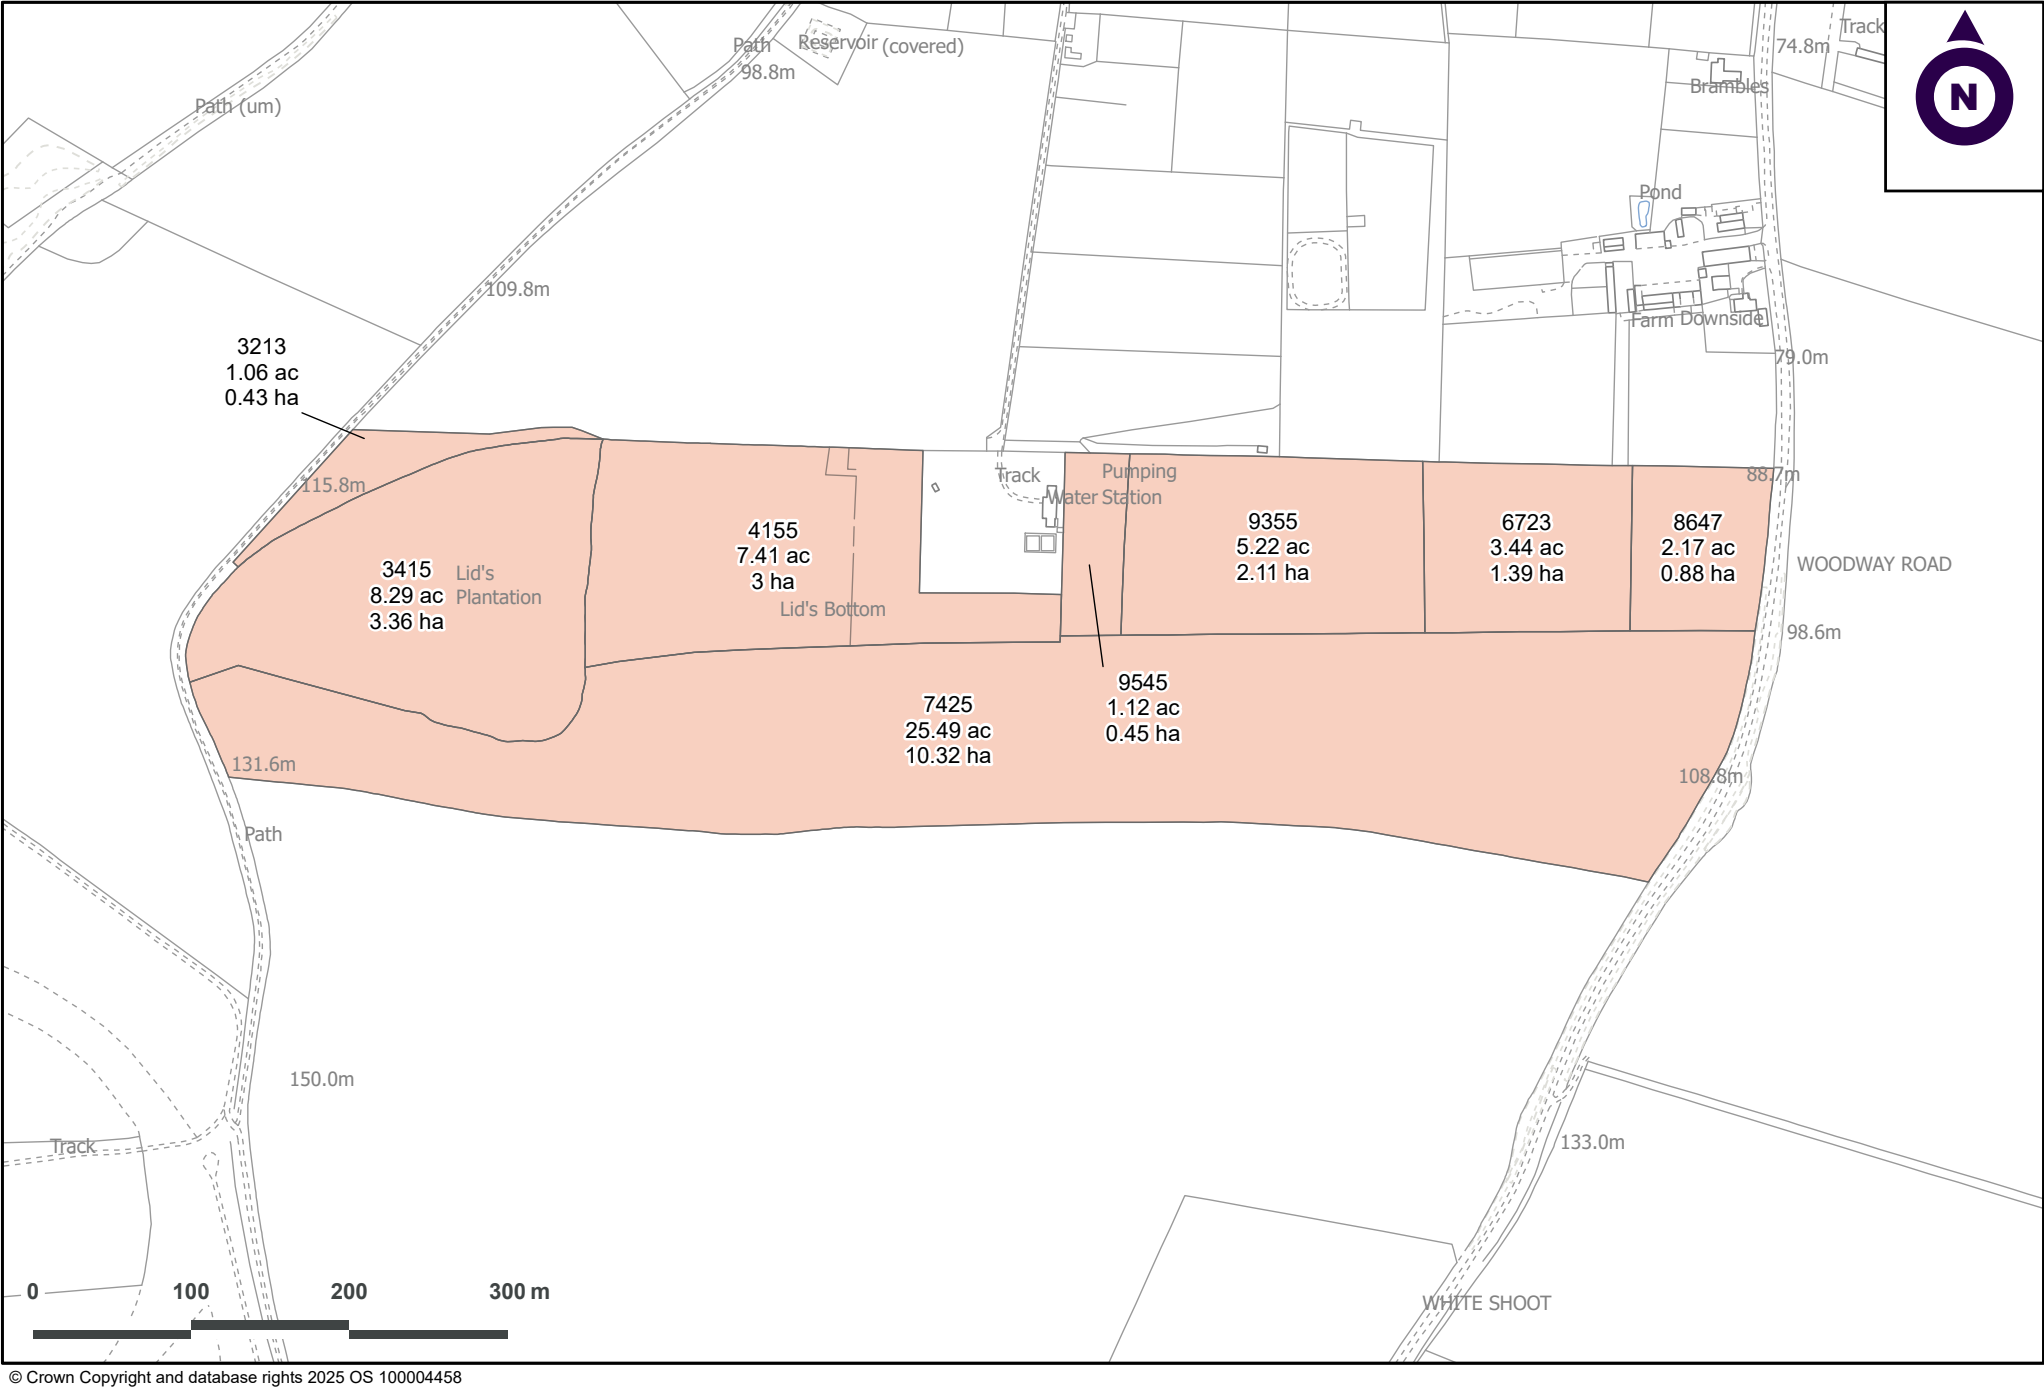 Track
74.8m
Path
Reservoir (covered)
98.8m
Brambles
N
Path (um)
Pond
109.8m
Farm Downside
79.0m
3213
1.06 ac
0.43 ha
115.8m
Track
Pumping
Water Station
88.7m
4155
7.41 ac
3 ha
9355
5.22 ac
2.11 ha
6723
3.44 ac
1.39 ha
8647
2.17 ac
0.88 ha
WOODWAY ROAD
3415
8.29 ac
3.36 ha
Lid's
Plantation
Lid's Bottom
98.6m
7425
25.49 ac
10.32 ha
9545
1.12 ac
0.45 ha
131.6m
108.8m
Path
150.0m
Track
133.0m
WHITE SHOOT
0 100 200 300 m
© Crown Copyright and database rights 2025 OS 100004458